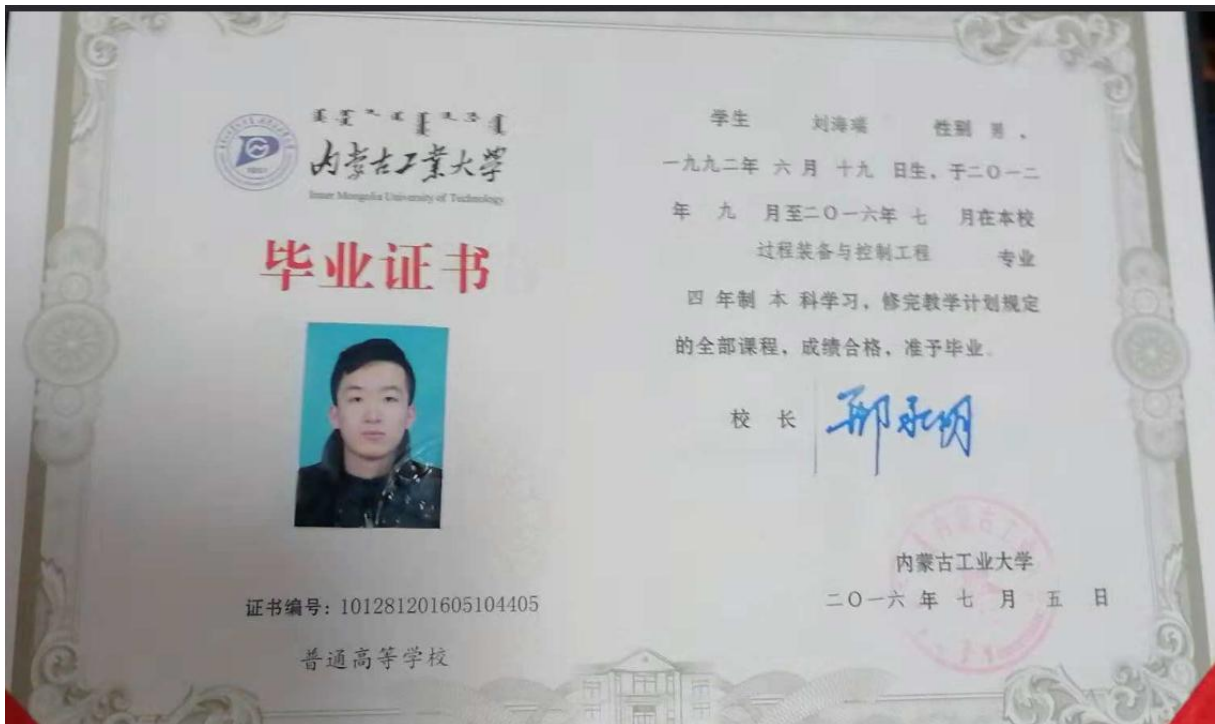 内蒙古工业大学
Inner Mongolia University of Technology
毕业证书
证书编号：101281201605104405
普通高等学校
学生 刘海瑞 性别 男 ，
一九九二年 六 月 十九 日生，于二〇一二
年 九 月至二〇一六年 七 月在本校
过程装备与控制工程 专业
四 年制 本 科学习，修完教学计划规定
的全部课程，成绩合格，准予毕业。
校 长 邢永明
内蒙古工业大学
二〇一六 年 七 月 五 日